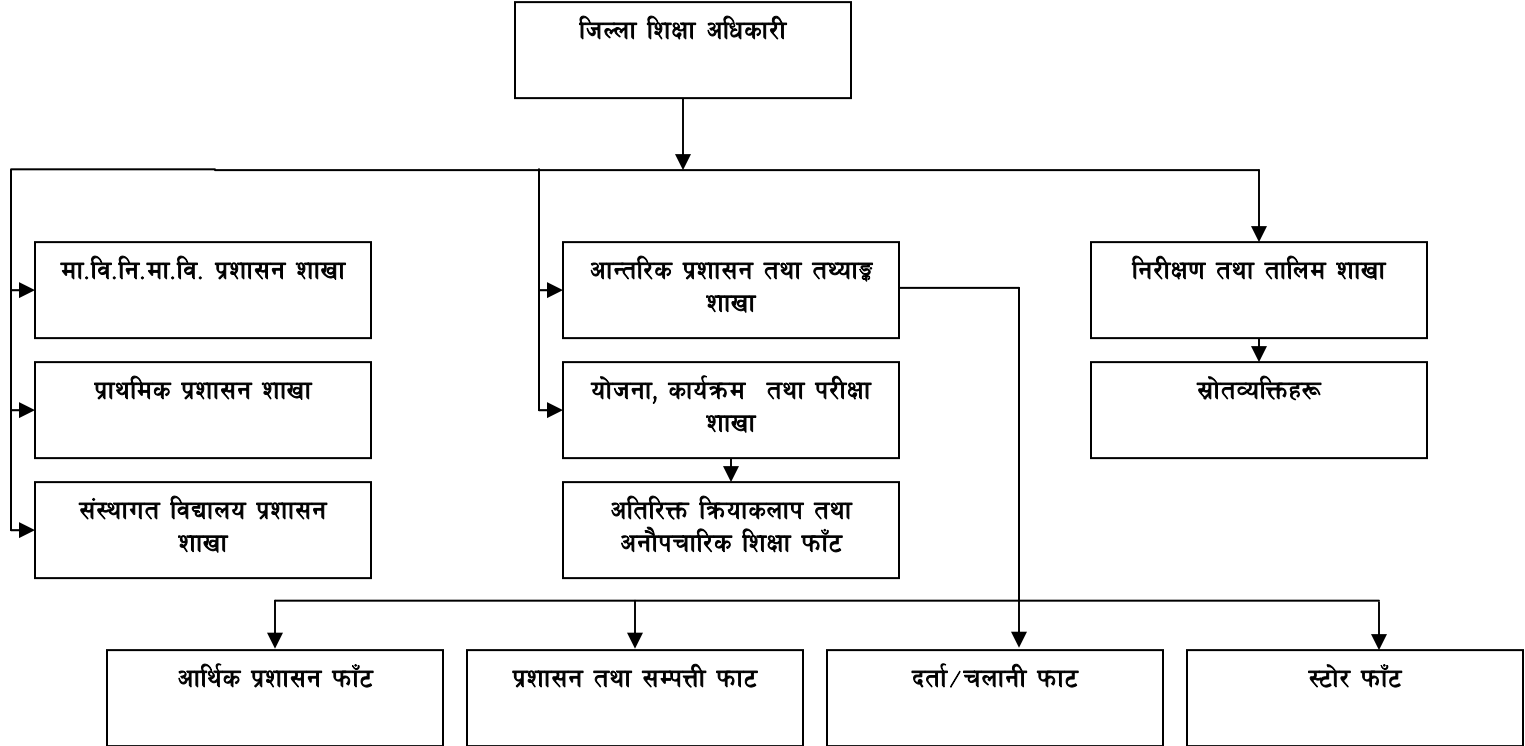 जिल्ला शिक्षा अधिकारी
मा.वि.नि.मा.वि. प्रशासन शाखा
आन्तरिक प्रशासन तथा तथ्याङ्क
शाखा
निरीक्षण तथा तालिम शाखा
प्राथमिक प्रशासन शाखा
योजना, कार्यक्रम तथा परीक्षा
शाखा
स्रोतव्यक्तिहरू
संस्थागत विद्यालय प्रशासन
शाखा
अतिरिक्त क्रियाकलाप तथा
अनौपचारिक शिक्षा फाँट
आर्थिक प्रशासन फाँट
प्रशासन तथा सम्पत्ती फाट
दर्ता/चलानी फाट
स्टोर फाँट